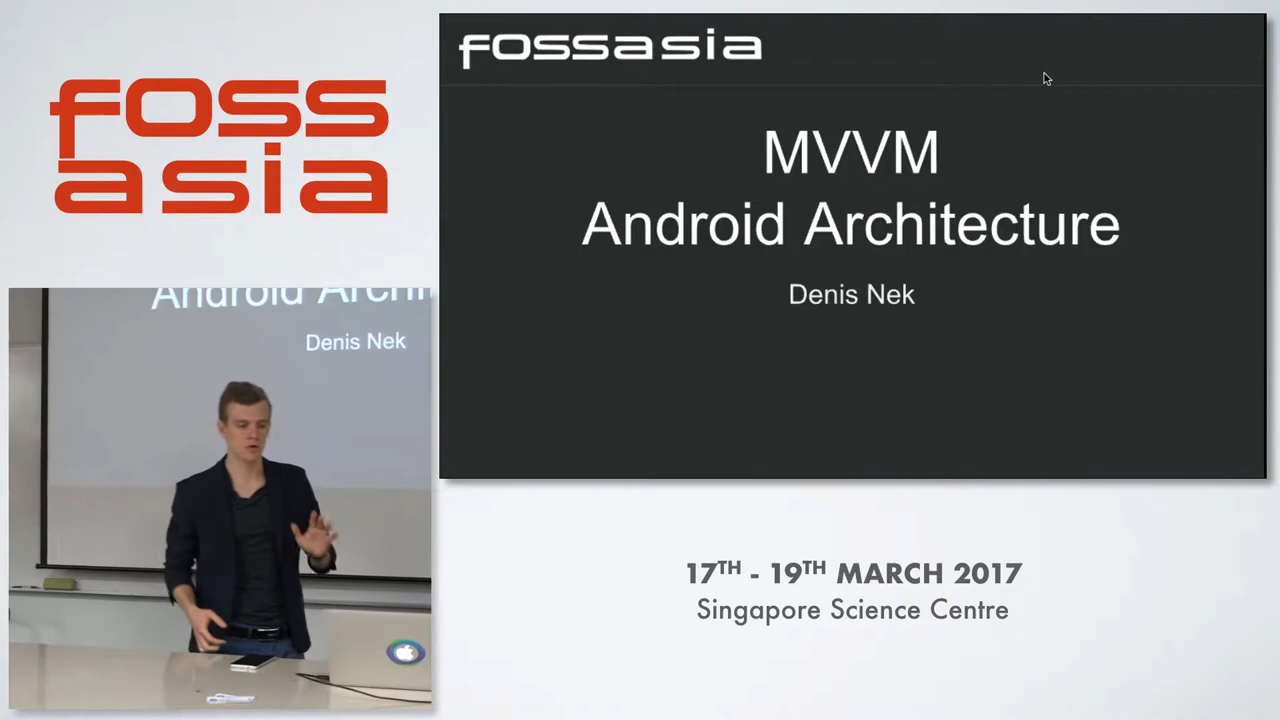 foss
asia
Android Archi
Denis Nek
fossasia
MVVM
Android Architecture
Denis Nek
17TH - 19TH MARCH 2017
Singapore Science Centre